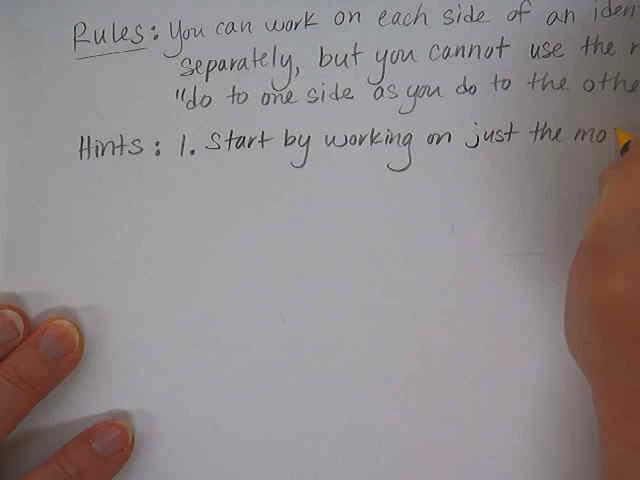 Rules: You can work on each side of an iden
separately, but you cannot use the r
"do to one side as you do to the othe
Hints: 1. Start by working on just the mo